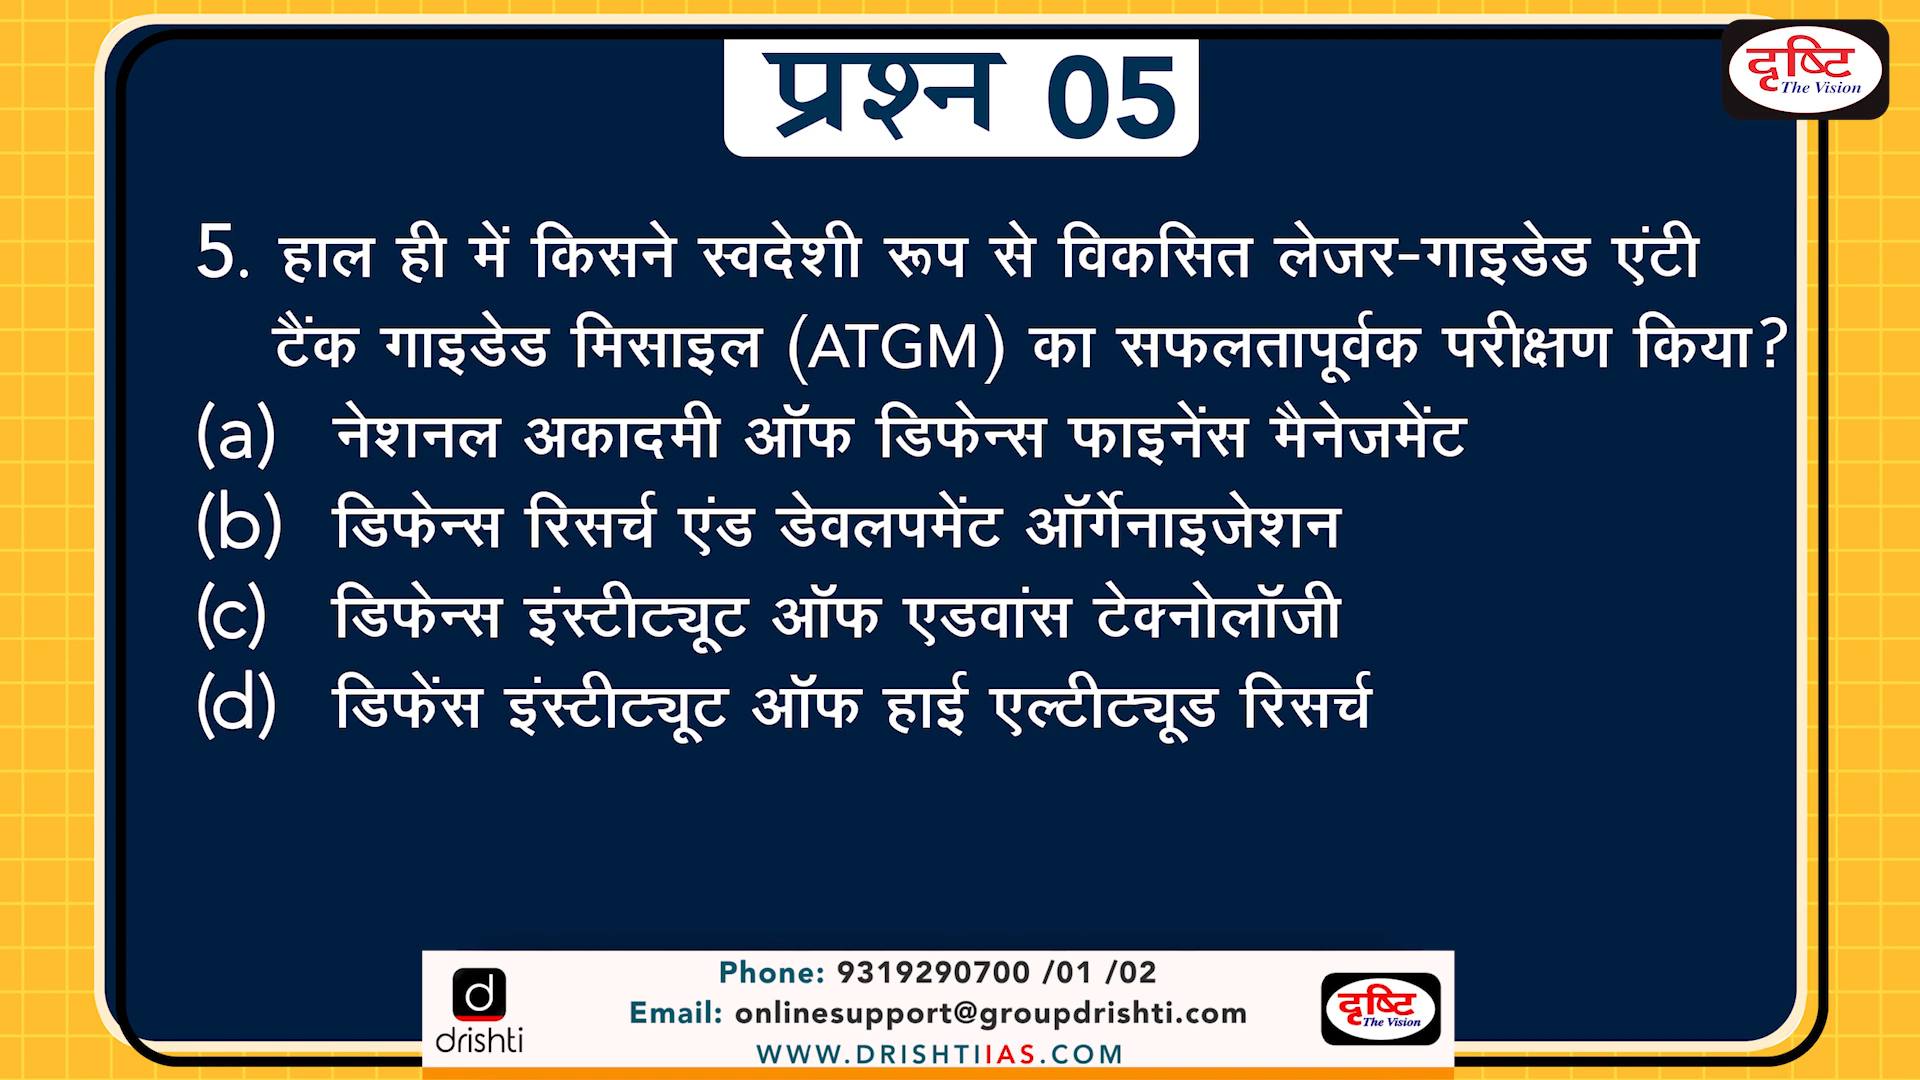 प्रश्न 05
दृष्टि
The Vision
5. हाल ही में किसने स्वदेशी रूप से विकसित लेजर-गाइडेड एंटी
टैंक गाइडेड मिसाइल (ATGM) का सफलतापूर्वक परीक्षण किया?
(a) नेशनल अकादमी ऑफ डिफेन्स फाइनेंस मैनेजमेंट
(b) डिफेन्स रिसर्च एंड डेवलपमेंट ऑर्गेनाइजेशन
(c) डिफेन्स इंस्टीट्यूट ऑफ एडवांस टेक्नोलॉजी
(d) डिफेंस इंस्टीट्यूट ऑफ हाई एल्टीट्यूड रिसर्च
d
drishti
Phone: 9319290700 /01 /02
Email: onlinesupport@groupdrishti.com
WWW.DRISHTIIAS.COM
दृष्टि
The Vision